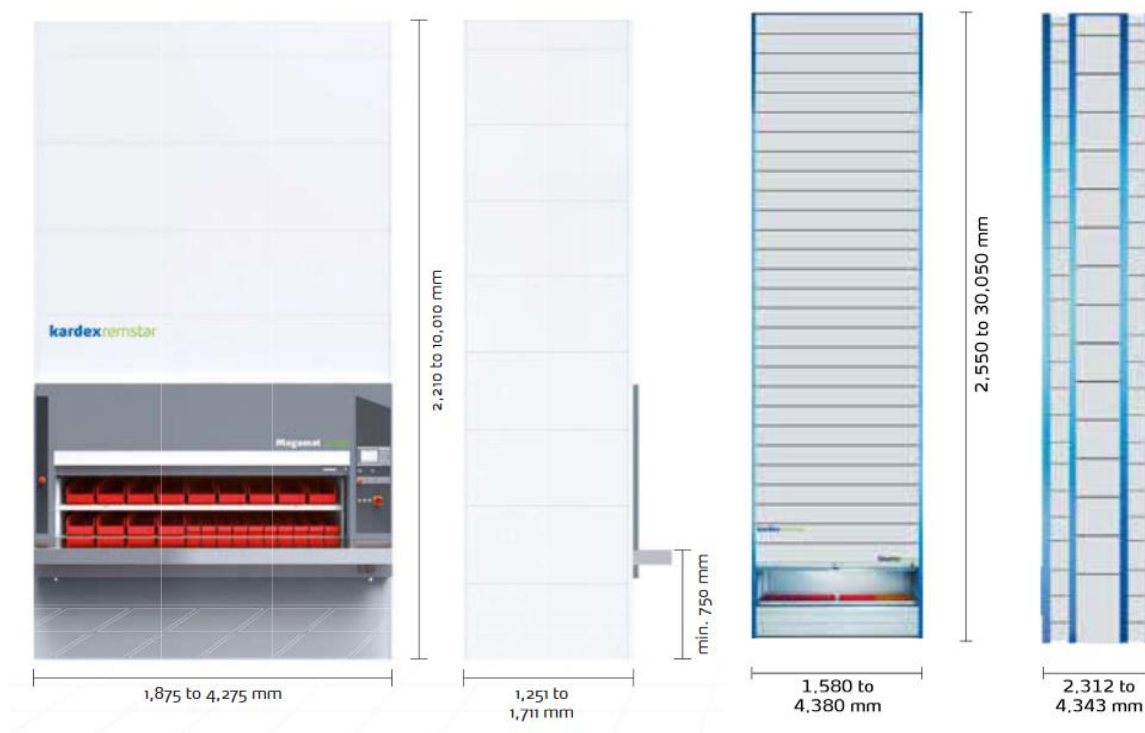 kardexremstar
Megamat
2,210 to 10,010 mm
min. 750 mm
1,875 to 4,275 mm
1,251 to
1,711 mm
2,550 to 30,050 mm
kardexremstar
1,580 to
4,380 mm
2,312 to
4,343 mm